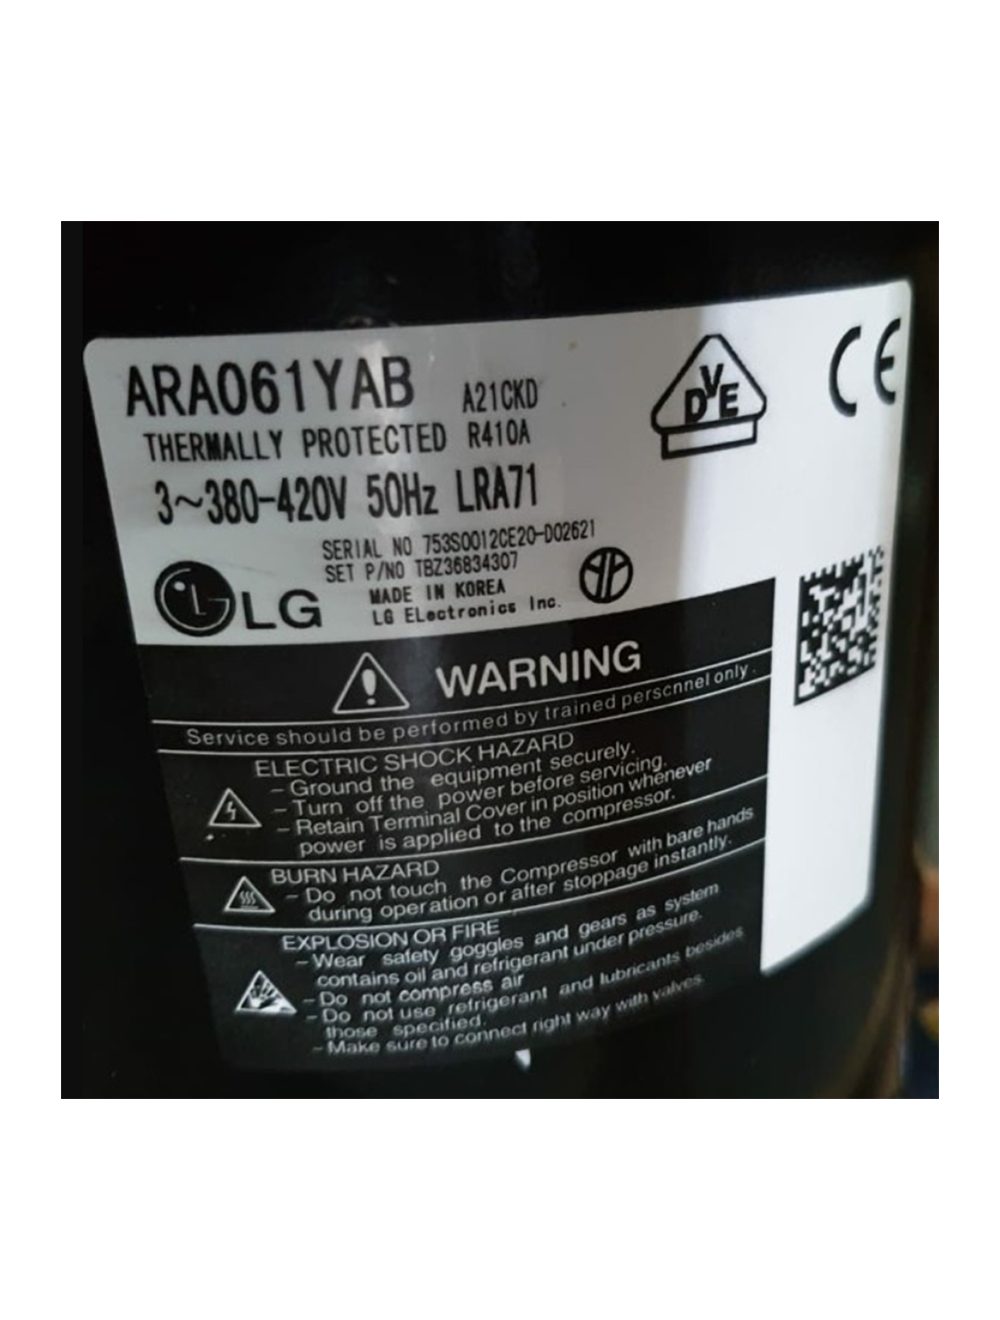 ARA061YAB A21CKD
THERMALLY PROTECTED R410A
3~380-420V 50Hz LRA71
SERIAL NO 753S0012CE20-D02621
SET P/NO TBZ36834307
MADE IN KOREA
LG ELectronics Inc.
LG
DVE
CE
WARNING
Service should be performed by trained personnel only.
ELECTRIC SHOCK HAZARD
- Ground the equipment securely.
- Turn off the power before servicing.
- Retain Terminal Cover in position whenever
power is applied to the compressor.
BURN HAZARD
- Do not touch the Compressor with bare hands
during operation or after stoppage instantly.
EXPLOSION OR FIRE
- Wear safety goggles and gears as system
contains oil and refrigerant under pressure.
- Do not compress air
- Do not use refrigerant and lubricants besides
those specified.
- Make sure to connect right way with valves.